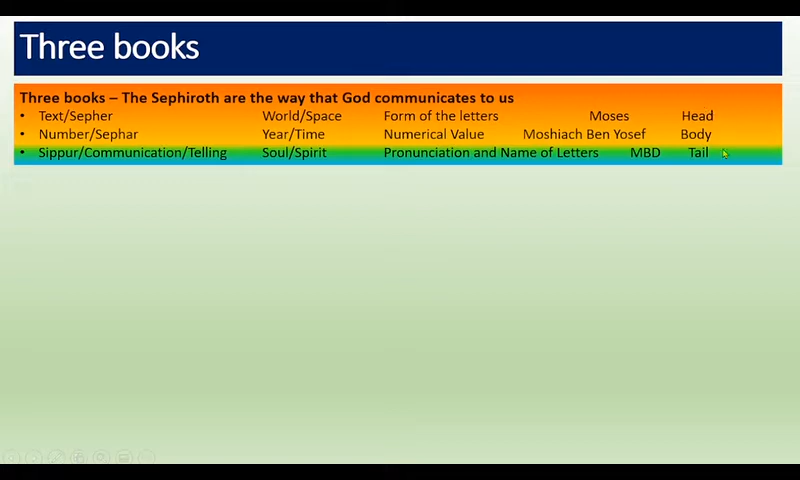 Three books
Three books – The Sephiroth are the way that God communicates to us
• Text/Sepher World/Space Form of the letters Moses Head
• Number/Sephar Year/Time Numerical Value Moshiach Ben Yosef Body
• Sippur/Communication/Telling Soul/Spirit Pronunciation and Name of Letters MBD Tail